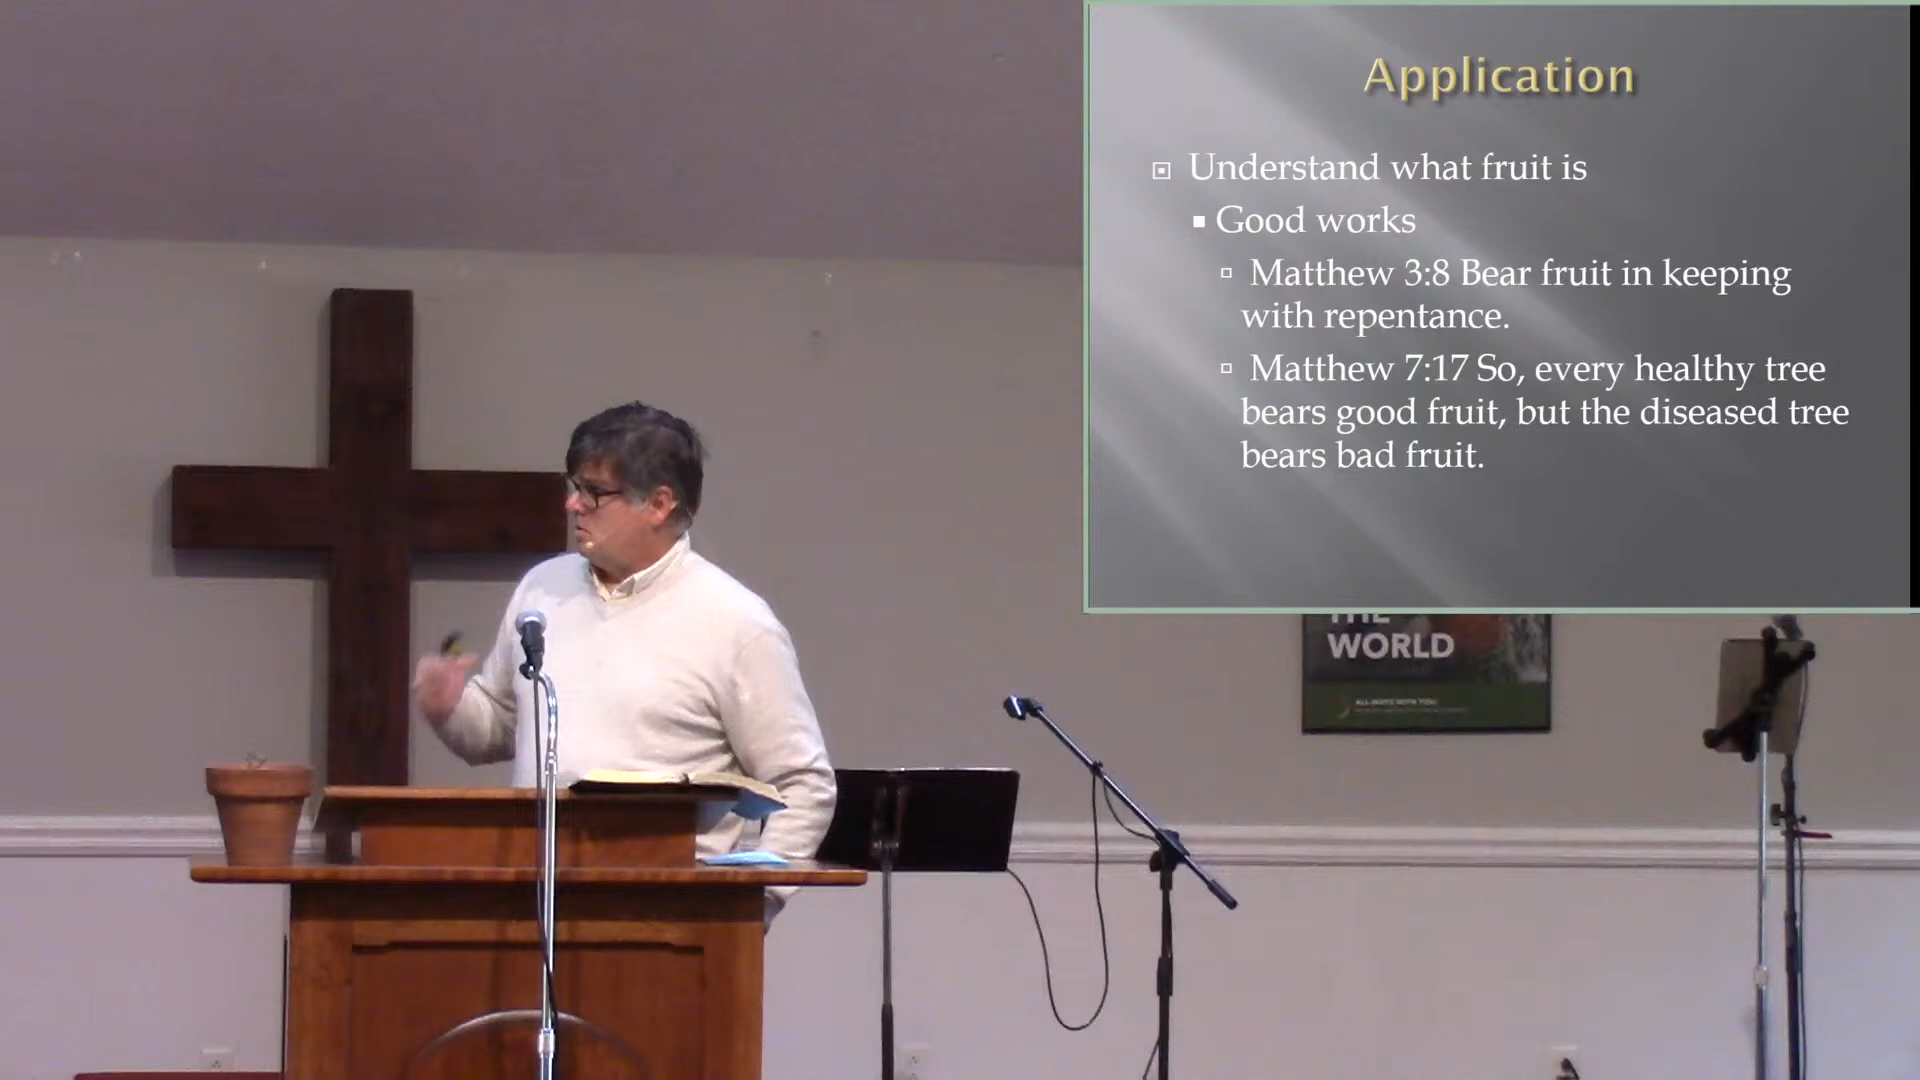 Application
Understand what fruit is
Good works
Matthew 3:8 Bear fruit in keeping
with repentance.
Matthew 7:17 So, every healthy tree
bears good fruit, but the diseased tree
bears bad fruit.
THE
WORLD